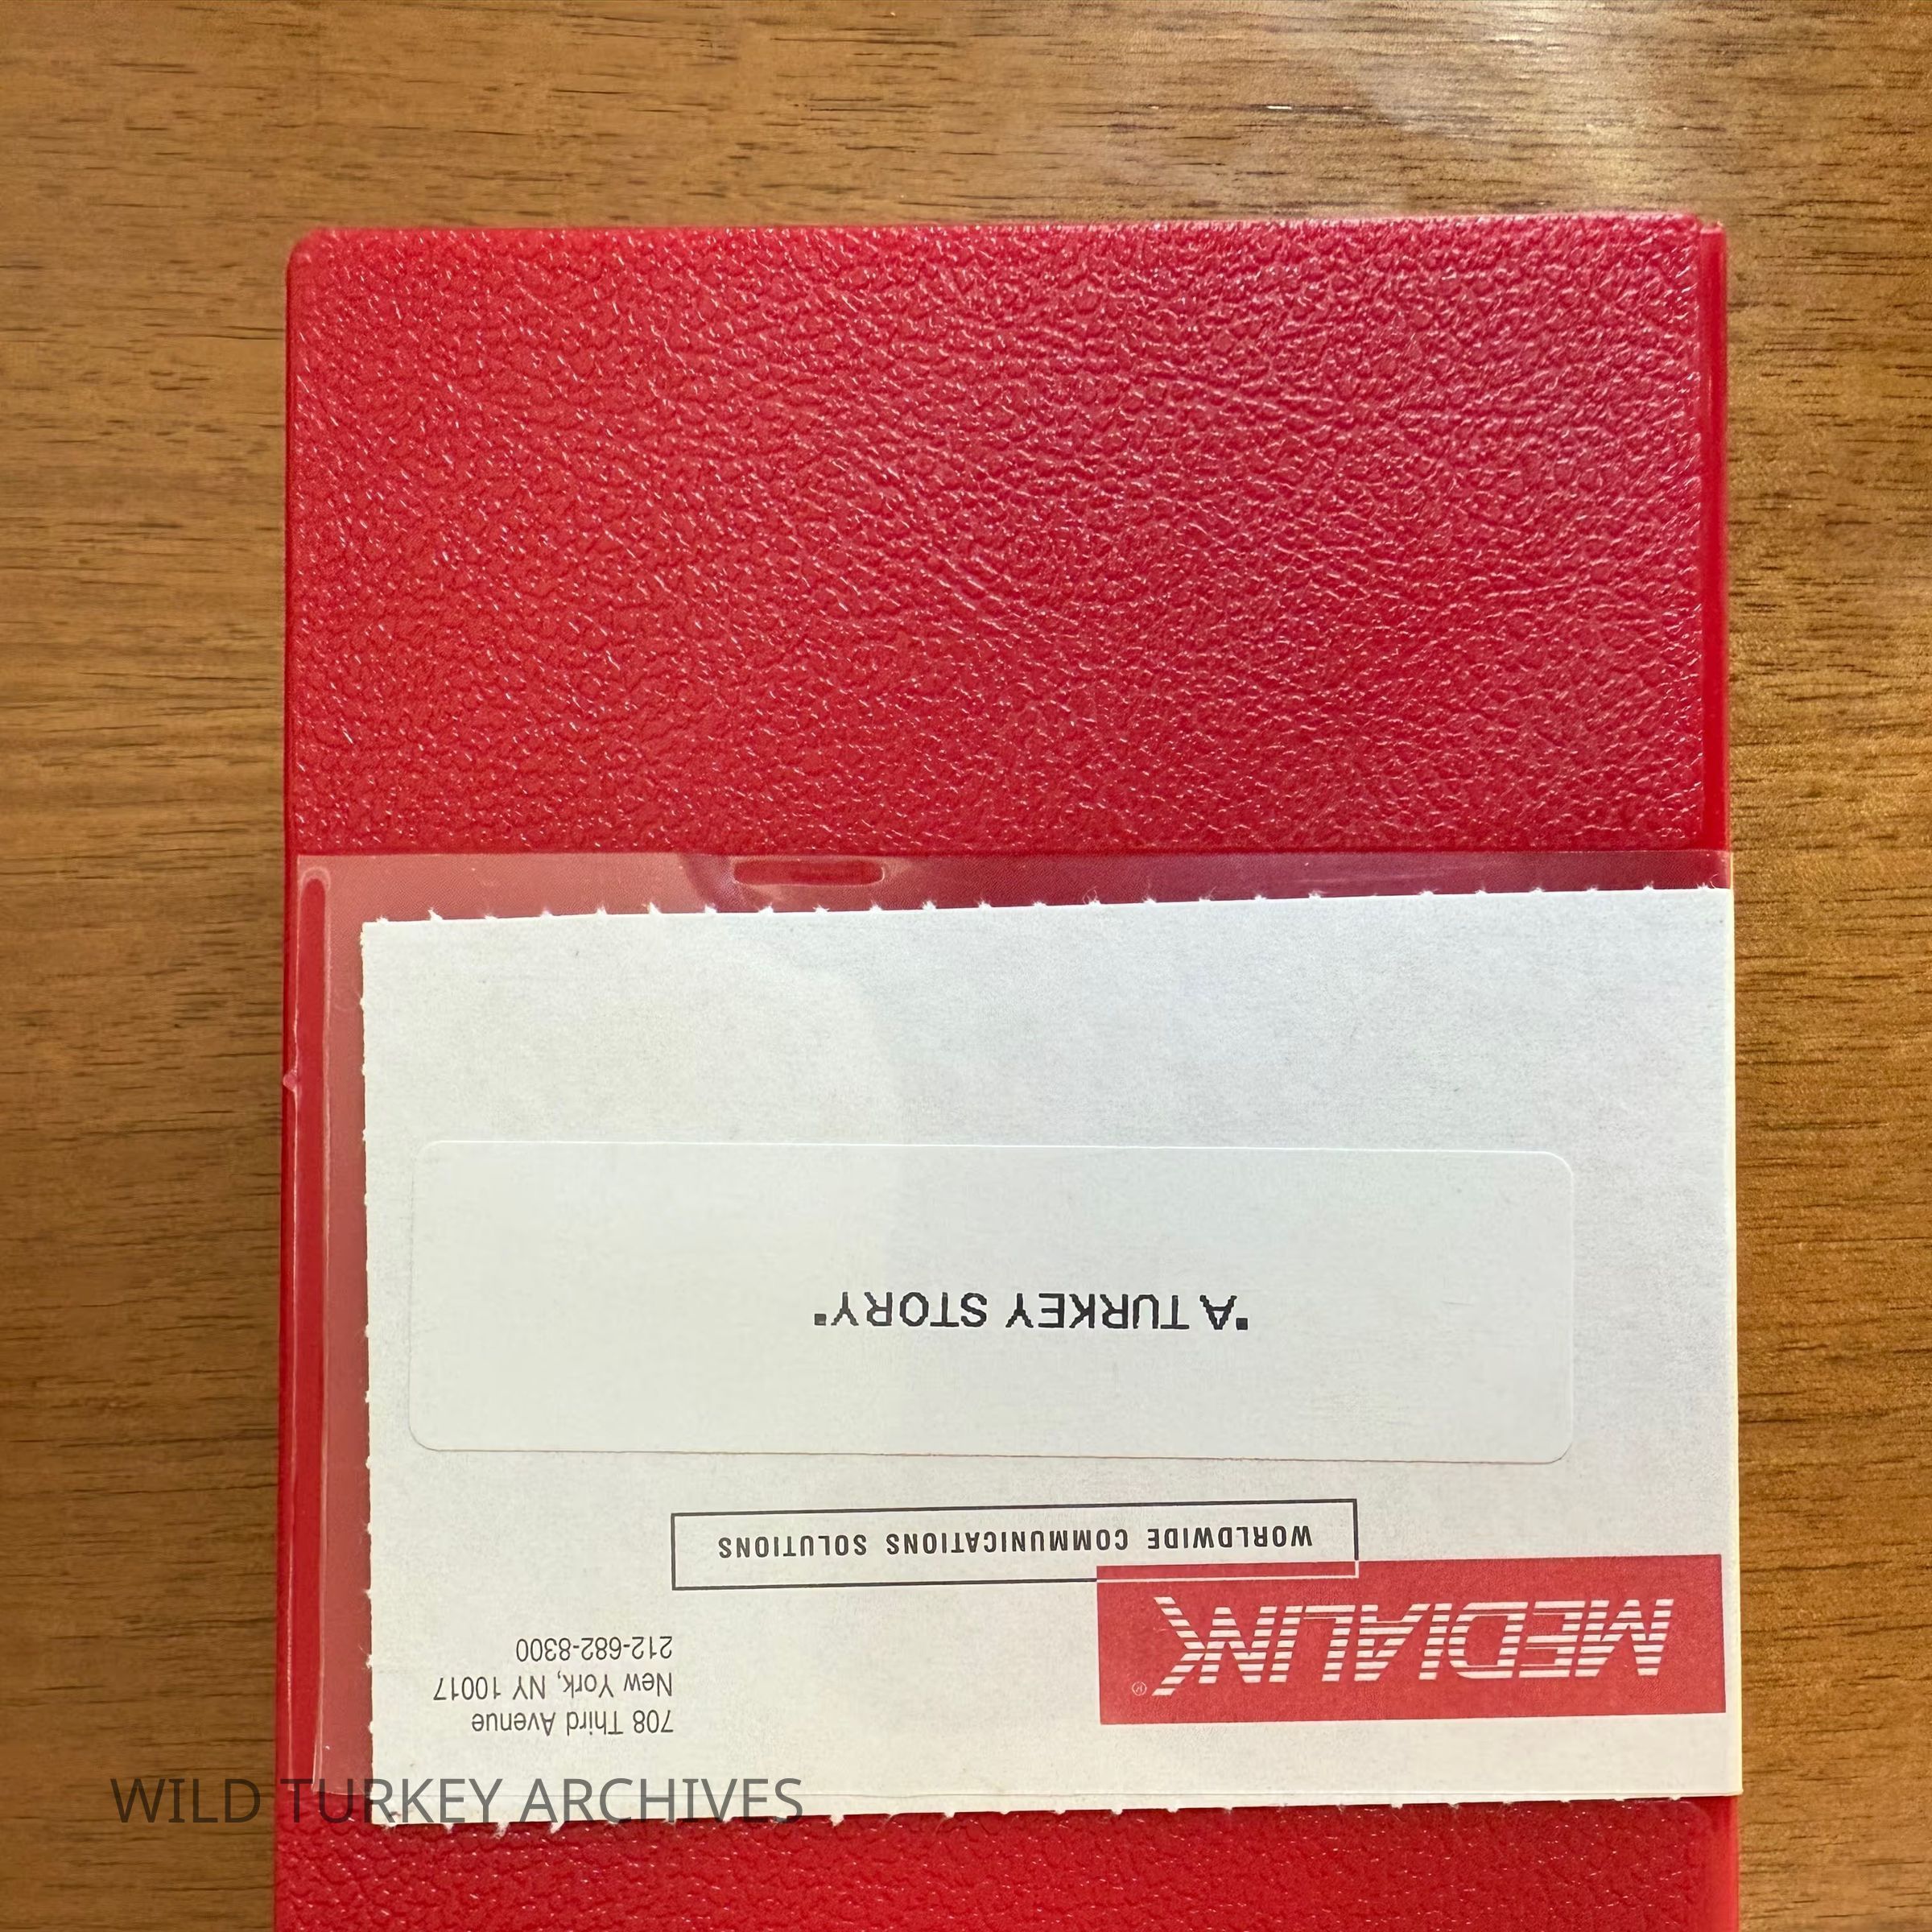 MEDIALINK®
WORLDWIDE COMMUNICATIONS SOLUTIONS
708 Third Avenue
New York, NY 10017
212-682-8300
"A TURKEY STORY"
WILD TURKEY ARCHIVES